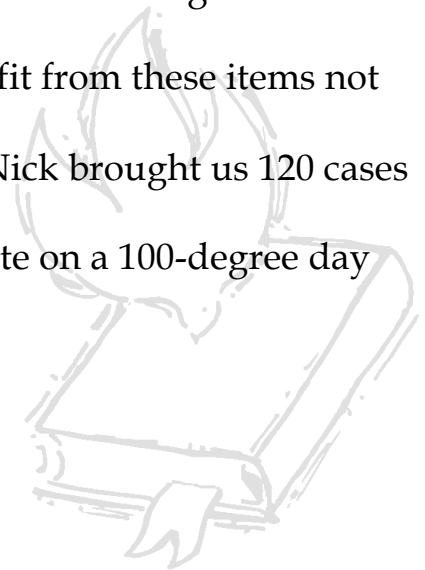 fit from these items not
Nick brought us 120 cases
te on a 100-degree day